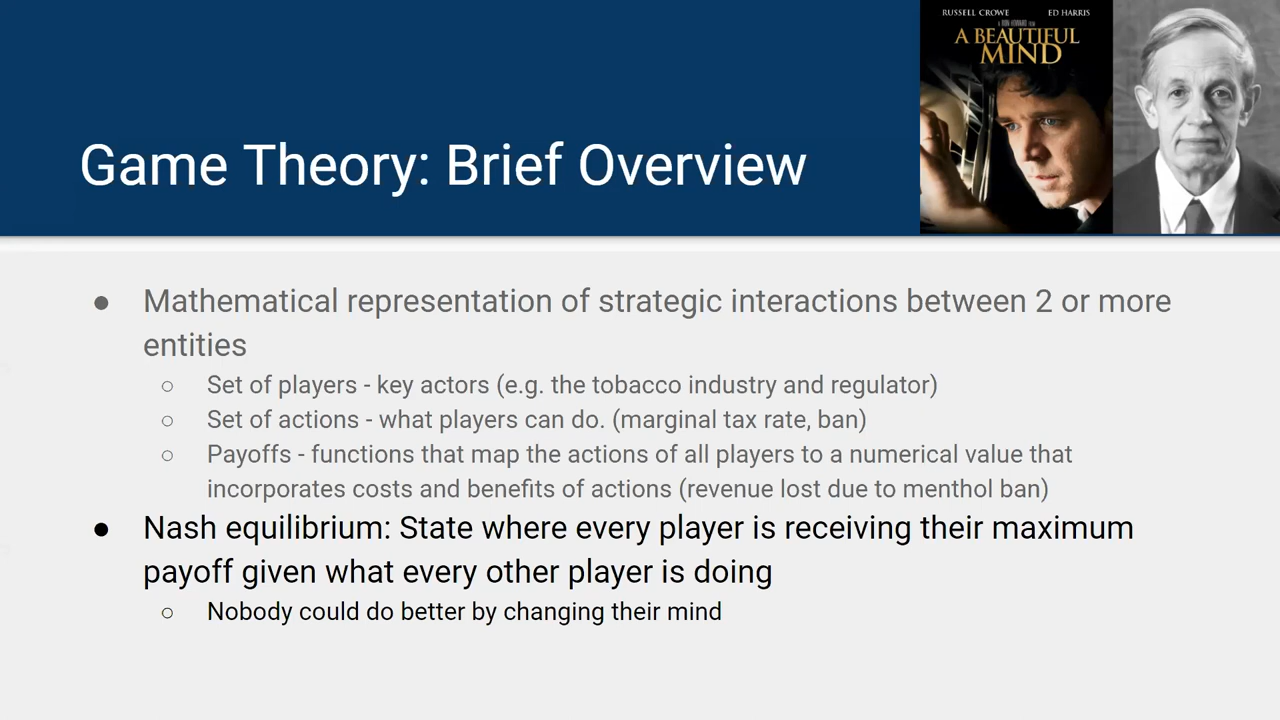 RUSSELL CROWE ED HARRIS
A BEAUTIFUL
MIND
Game Theory: Brief Overview
● Mathematical representation of strategic interactions between 2 or more
entities
○ Set of players - key actors (e.g. the tobacco industry and regulator)
○ Set of actions - what players can do. (marginal tax rate, ban)
○ Payoffs - functions that map the actions of all players to a numerical value that
incorporates costs and benefits of actions (revenue lost due to menthol ban)
● Nash equilibrium: State where every player is receiving their maximum
payoff given what every other player is doing
○ Nobody could do better by changing their mind